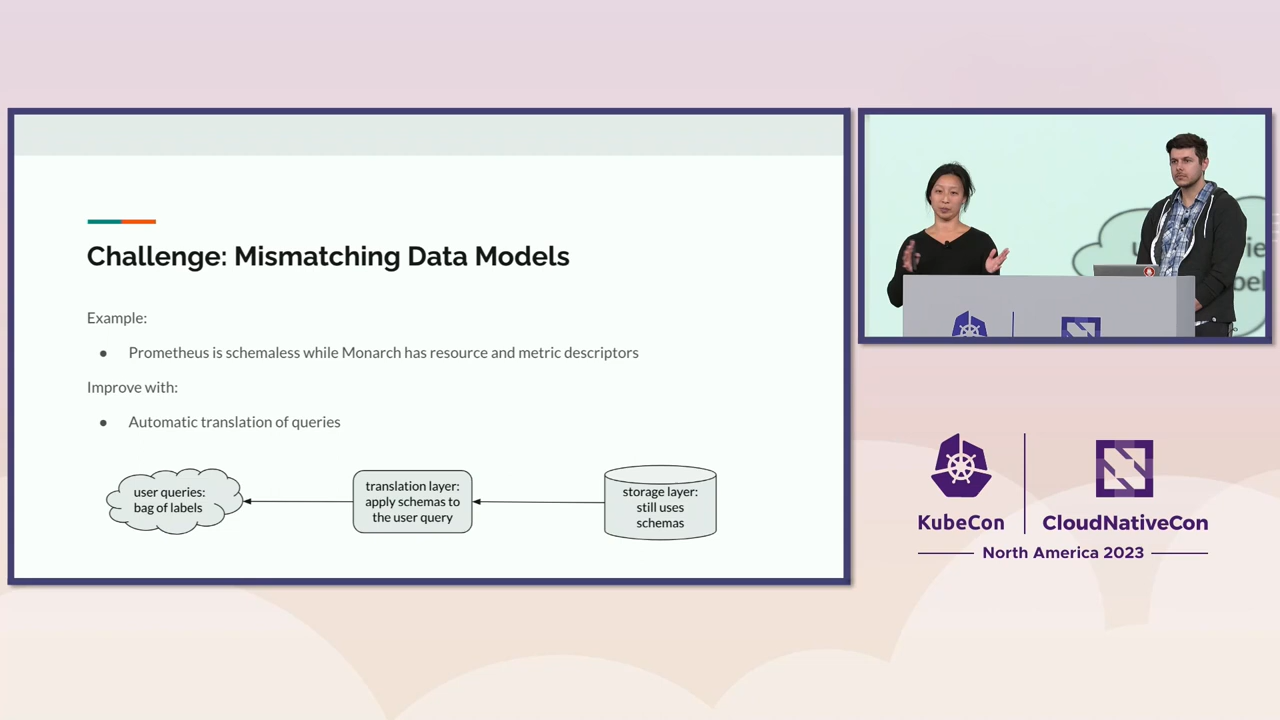 Challenge: Mismatching Data Models
Example:
● Prometheus is schemaless while Monarch has resource and metric descriptors
Improve with:
● Automatic translation of queries
user queries:
bag of labels
translation layer:
apply schemas to
the user query
storage layer:
still uses
schemas
KubeCon
CloudNativeCon
North America 2023